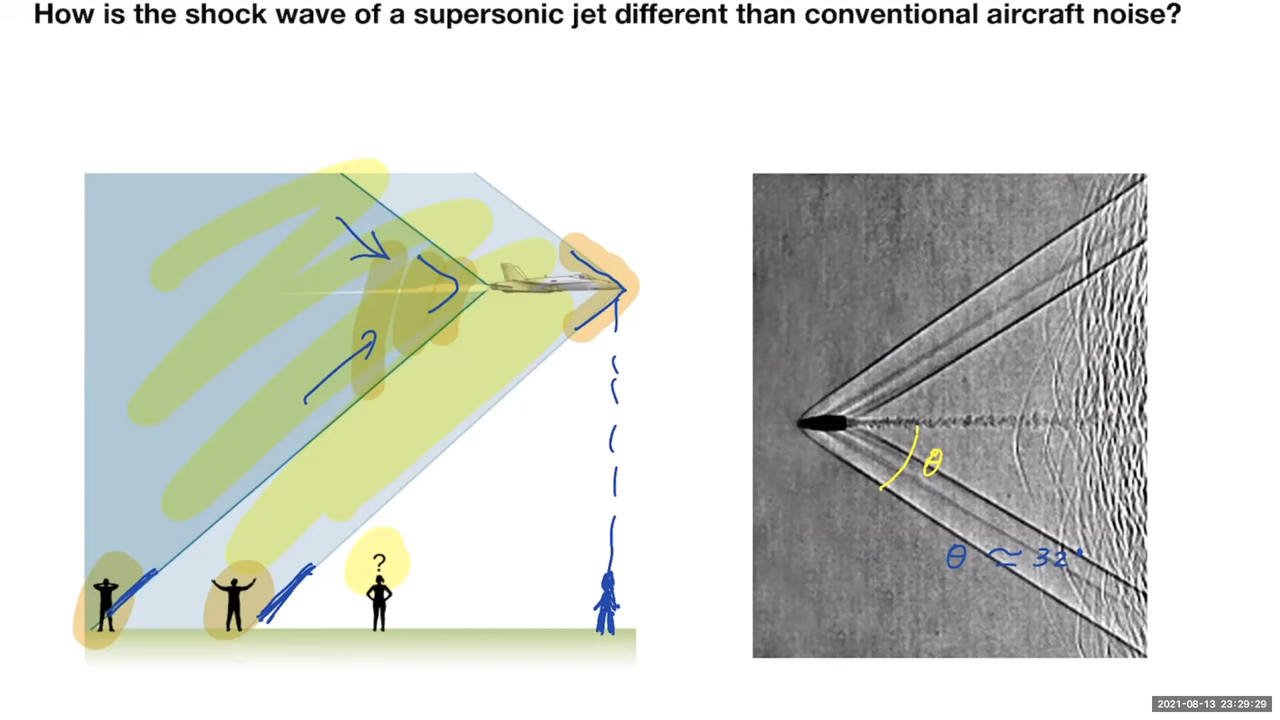 How is the shock wave of a supersonic jet different than conventional aircraft noise?
?
θ
θ ≃ 32°
2021-08-13 23:29:29